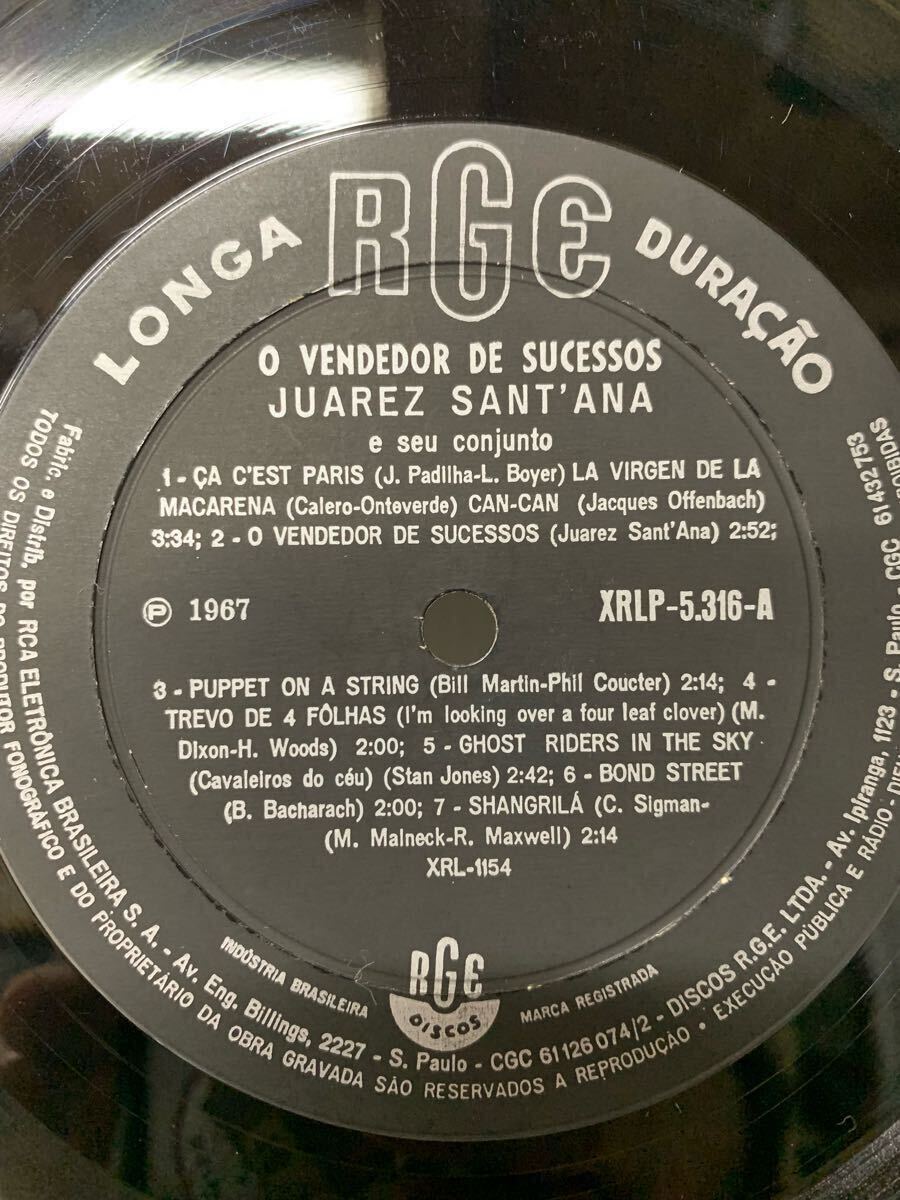 LONGA RGE DURAÇÃO
O VENDEDOR DE SUCESSOS
JUAREZ SANT'ANA
e seu conjunto
1 - ÇA C'EST PARIS (J. Padilha-L. Boyer) LA VIRGEN DE LA
MACARENA (Calero-Onteverde) CAN-CAN (Jacques Offenbach)
3:34; 2 - O VENDEDOR DE SUCESSOS (Juarez Sant'Ana) 2:52;
℗ 1967
XRLP-5.316-A
3 - PUPPET ON A STRING (Bill Martin-Phil Coucter) 2:14; 4 -
TREVO DE 4 FÔLHAS (I'm looking over a four leaf clover) (M.
Dixon-H. Woods) 2:00; 5 - GHOST RIDERS IN THE SKY
(Cavaleiros do céu) (Stan Jones) 2:42; 6 - BOND STREET
(B. Bacharach) 2:00; 7 - SHANGRILÁ (C. Sigman-
(M. Malneck-R. Maxwell) 2:14
XRL-1154
INDÚSTRIA BRASILEIRA
RGE
DISCOS
MARCA REGISTRADA
Fabric. e Distrib. por RCA ELETRÔNICA BRASILEIRA S. A. - Av. Eng. Billings, 2227 - S. Paulo - CGC 61126 074/2 - DISCOS R.G.E. LTDA. - Av. Ipiranga, 1123 - S. Paulo - CGC 61 432 753
TODOS OS DIREITOS DO PRODUTOR FONOGRÁFICO E DO PROPRIETÁRIO DA OBRA GRAVADA SÃO RESERVADOS A REPRODUÇÃO • EXECUÇÃO PÚBLICA E RÁDIO -